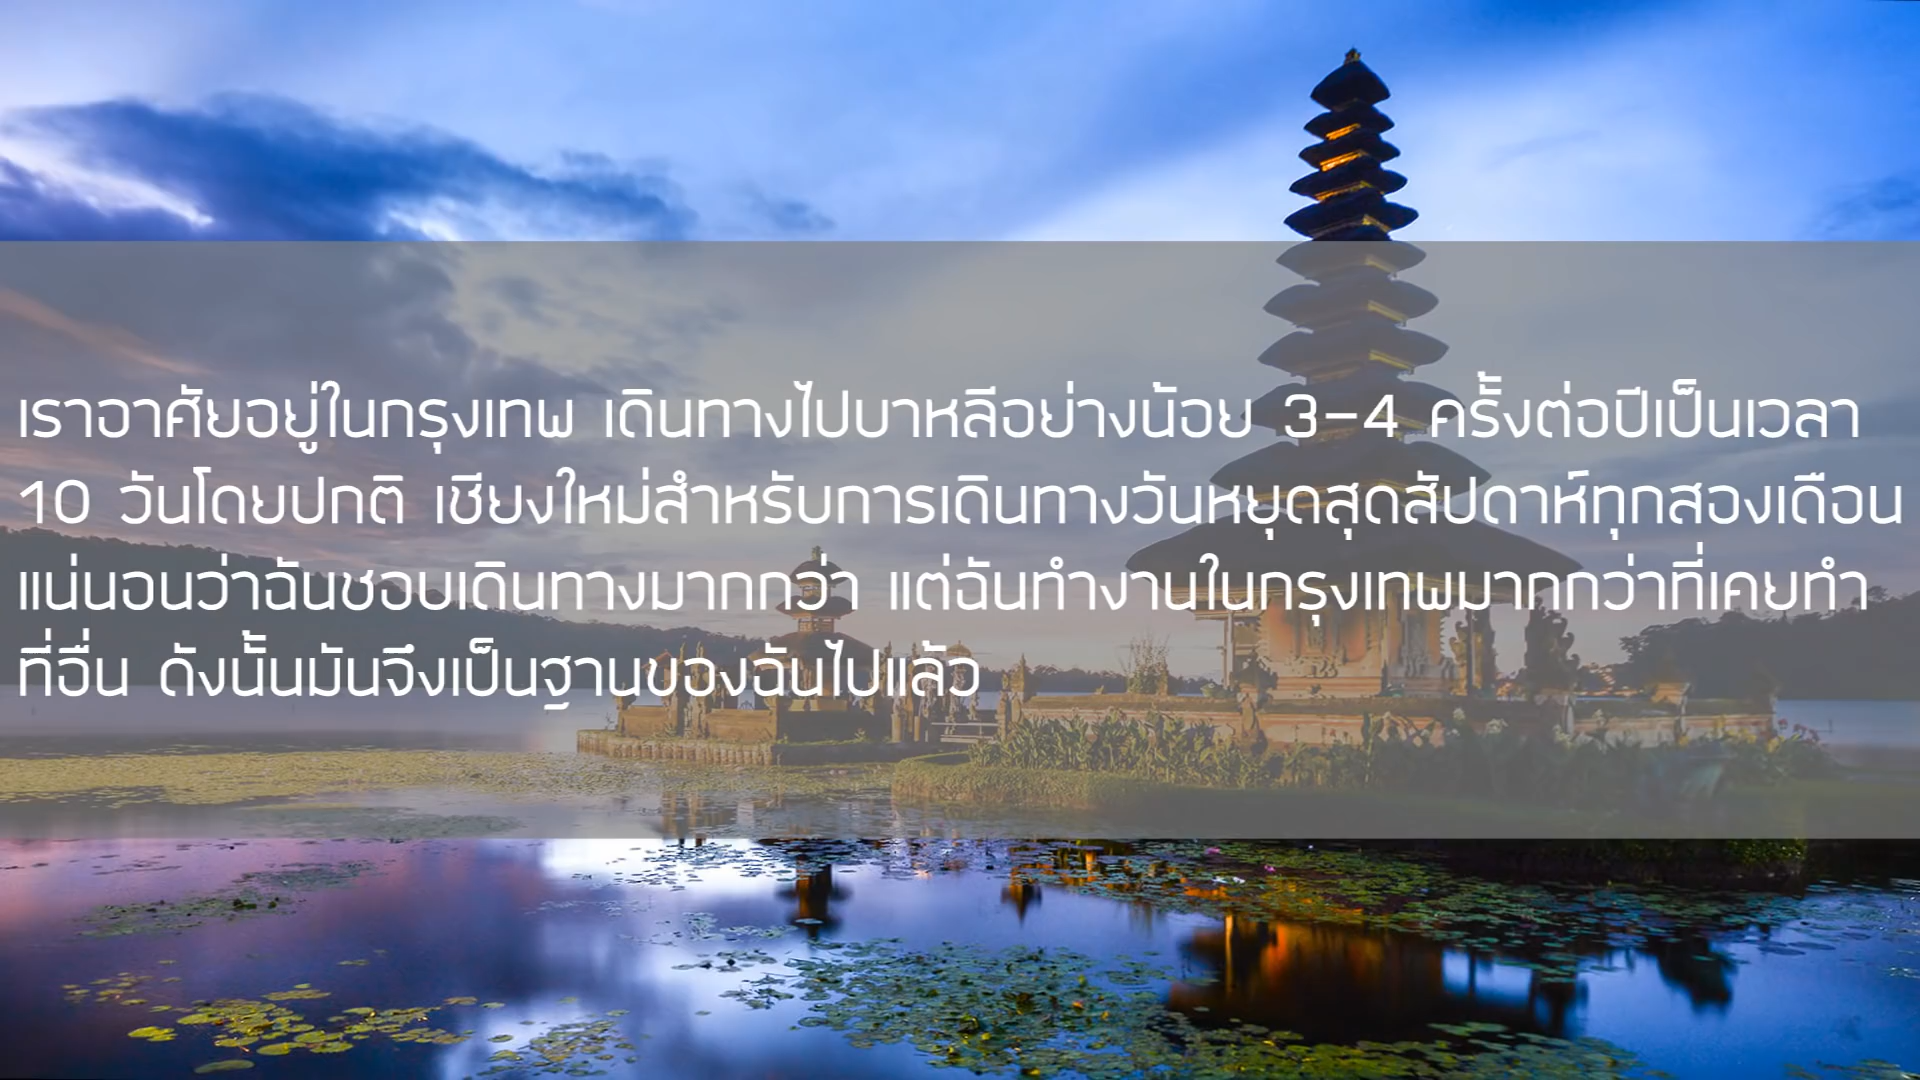 เราอาศัยอยู่ในกรุงเทพ เดินทางไปบาหลีอย่างน้อย 3-4 ครั้งต่อปีเป็นเวลา
10 วันโดยปกติ เชียงใหม่สำหรับการเดินทางวันหยุดสุดสัปดาห์ทุกสองเดือน
แน่นอนว่าฉันชอบเดินทางมากกว่า แต่ฉันทำงานในกรุงเทพมากกว่าที่เคยทำ
ที่อื่น ดังนั้นมันจึงเป็นฐานของฉันไปแล้ว